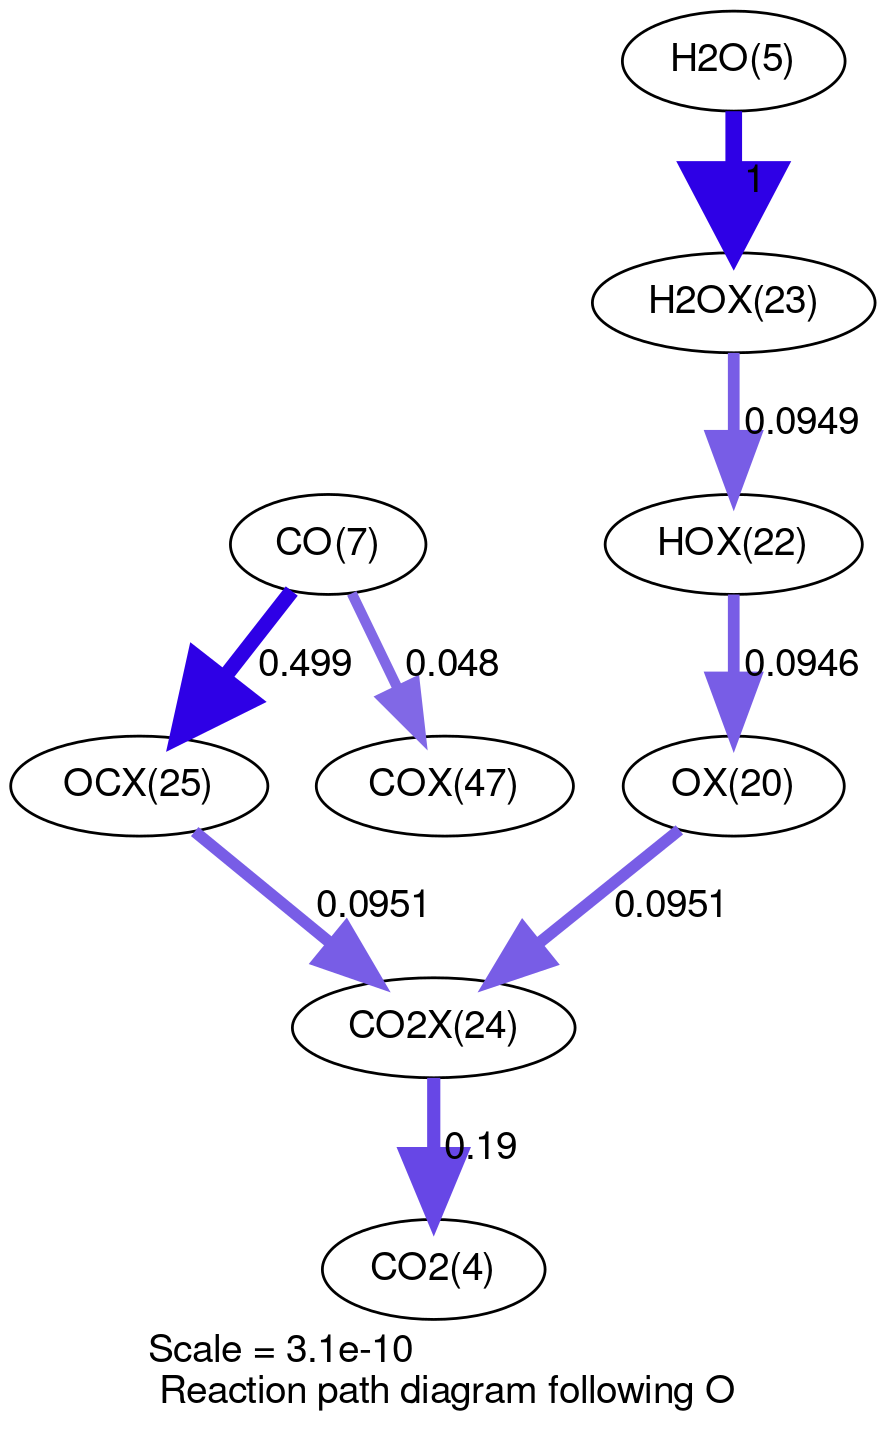 H2O(5)
1
H2OX(23)
0.0949
CO(7)
HOX(22)
0.499
0.048
0.0946
OCX(25)
COX(47)
OX(20)
0.0951
0.0951
CO2X(24)
0.19
CO2(4)
Scale = 3.1e-10
Reaction path diagram following O